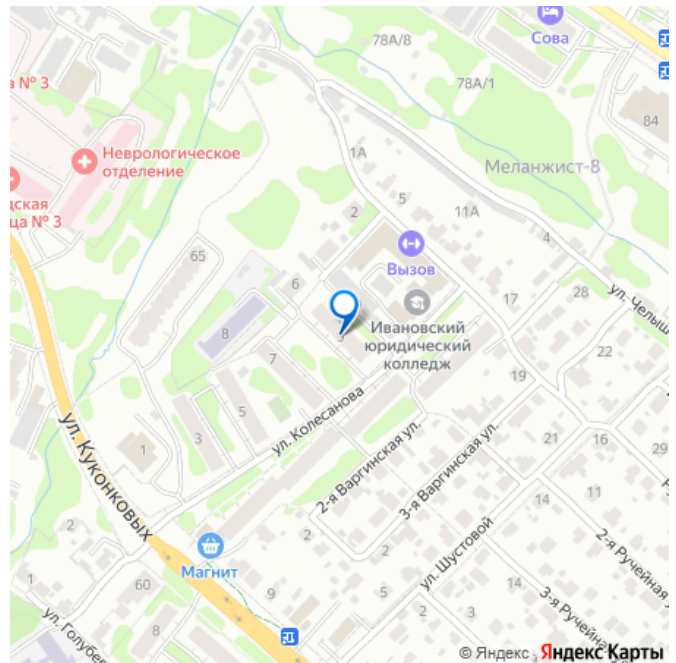 78А/8
Сова
а № 3
78А/1
84
Неврологическое
отделение
1А
Меланжист-8
дская
ца № 3
2
5
11А
4
Вызов
65
6
17
28
ул. Челыш
Ивановский
юридический
колледж
8
3
22
7
19
ул. Колесанова
5
3
1
21
16
29
ул. Куконковых
2-я Варгинская ул.
3-я Варгинская ул.
14
11
2
2
Магнит
ул. Шустовой
2-я Ручейная у
1
60
9
5
14
3-я Ручейна
8
2
3
ул. Голубе
© Яндекс Яндекс Карты